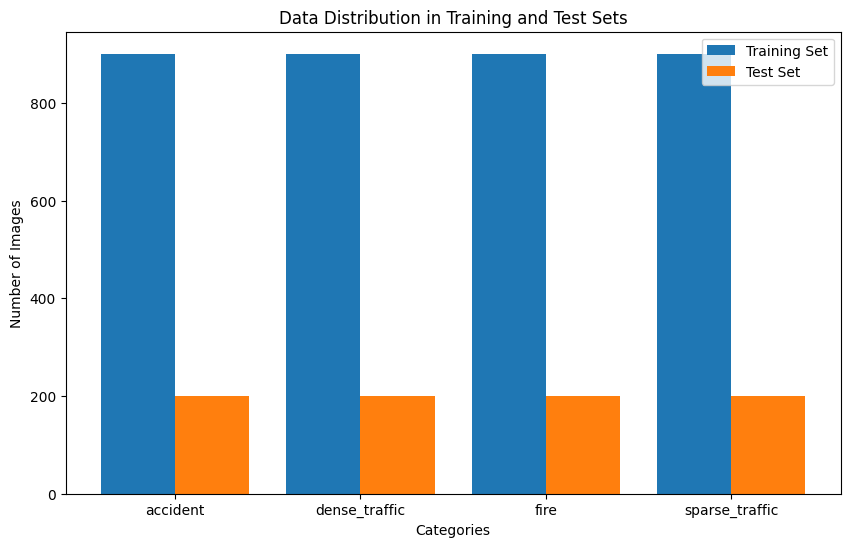 Data Distribution in Training and Test Sets
Training Set
Test Set
800
600
400
200
0
Number of Images
accident dense_traffic fire sparse_traffic
Categories